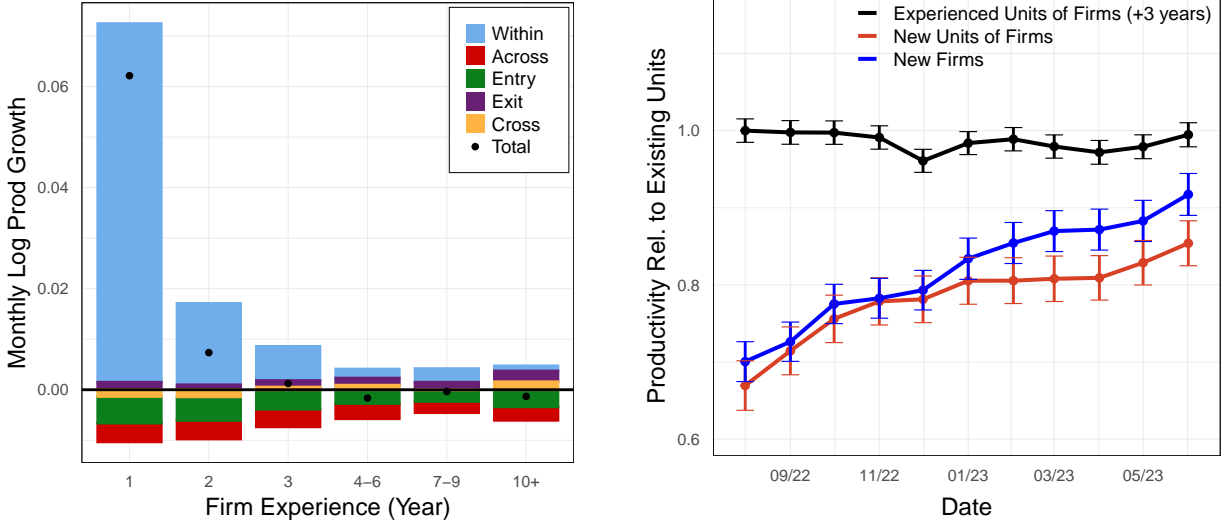 Monthly Log Prod Growth
0.06
0.04
0.02
0.00
Within
Across
Entry
Exit
Cross
Total
1
2
3
4–6
7–9
10+
Firm Experience (Year)
Productivity Rel. to Existing Units
1.0
0.8
0.6
Experienced Units of Firms (+3 years)
New Units of Firms
New Firms
09/22
11/22
01/23
03/23
05/23
Date